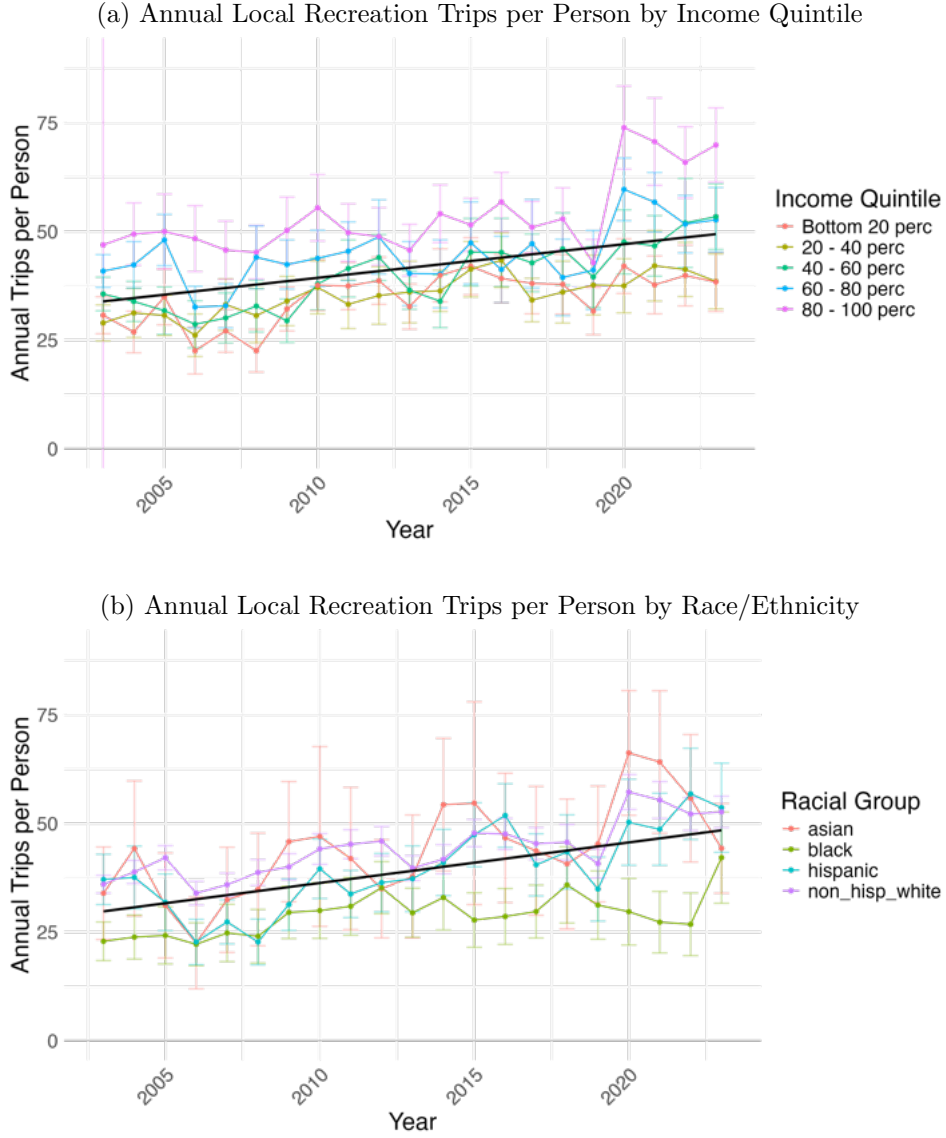 (a) Annual Local Recreation Trips per Person by Income Quintile
Annual Trips per Person
75
50
25
0
2005
2010
2015
2020
Year
Income Quintile
Bottom 20 perc
20 - 40 perc
40 - 60 perc
60 - 80 perc
80 - 100 perc
(b) Annual Local Recreation Trips per Person by Race/Ethnicity
Annual Trips per Person
75
50
25
0
2005
2010
2015
2020
Year
Racial Group
asian
black
hispanic
non_hisp_white